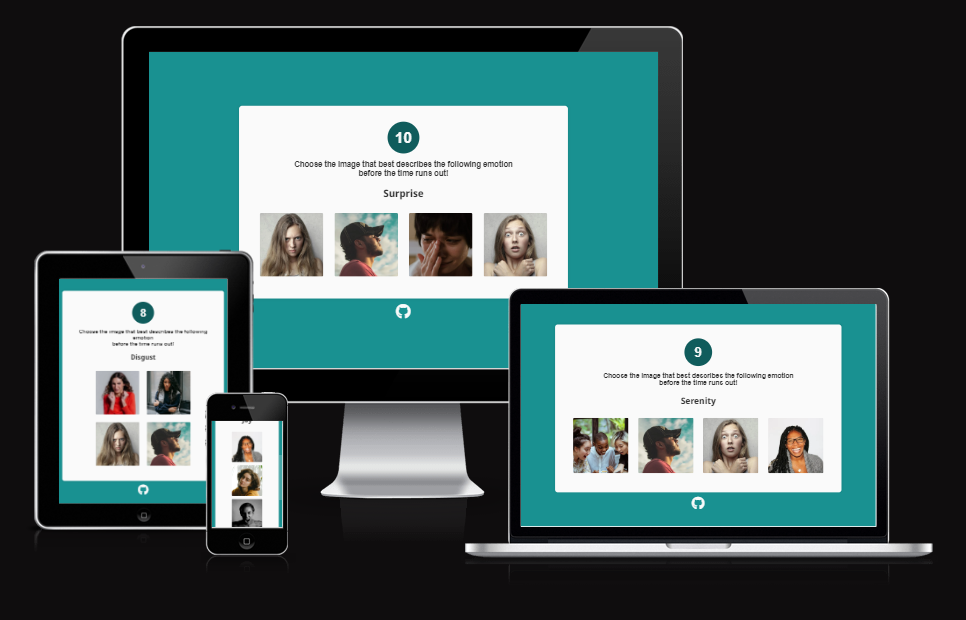 10
Choose the image that best describes the following emotion
before the time runs out!
Surprise
8
Choose the image that best describes the following
emotion
before the time runs out!
Disgust
Joy
9
Choose the image that best describes the following emotion
before the time runs out!
Serenity